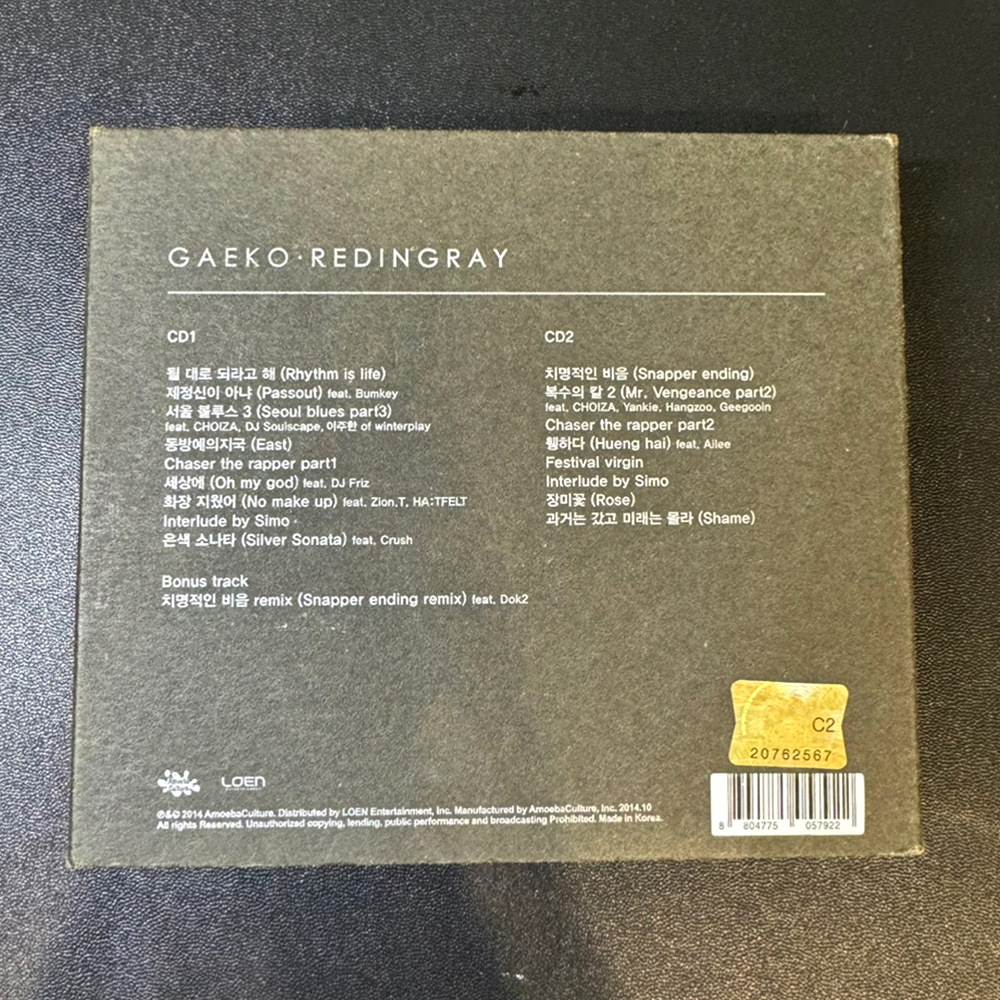 GAEKO·REDINGRAY
CD1
될 대로 되라고 해 (Rhythm is life)
제정신이 아냐 (Passout) feat. Bumkey
서울 블루스 3 (Seoul blues part3)
feat. CHOIZA, DJ Soulscape, 이주한 of winterplay
동방예의지국 (East)
Chaser the rapper part1
세상에 (Oh my god) feat. DJ Friz
화장 지웠어 (No make up) feat. Zion.T, HA:TFELT
Interlude by Simo
은색 소나타 (Silver Sonata) feat. Crush
Bonus track
치명적인 비음 remix (Snapper ending remix) feat. Dok2
CD2
치명적인 비음 (Snapper ending)
복수의 칼 2 (Mr. Vengeance part2)
feat. CHOIZA, Yankie, Hangzoo, Geegooin
Chaser the rapper part2
헹하다 (Hueng hai) feat. Ailee
Festival virgin
Interlude by Simo
장미꽃 (Rose)
과거는 갔고 미래는 몰라 (Shame)
C2
20762567
LOEN
ENTERTAINMENT
℗&© 2014 AmoebaCulture. Distributed by LOEN Entertainment, Inc. Manufactured by AmoebaCulture, Inc. 2014.10
All rights Reserved. Unauthorized copying, lending, public performance and broadcasting Prohibited. Made in Korea.
8 804775 057922